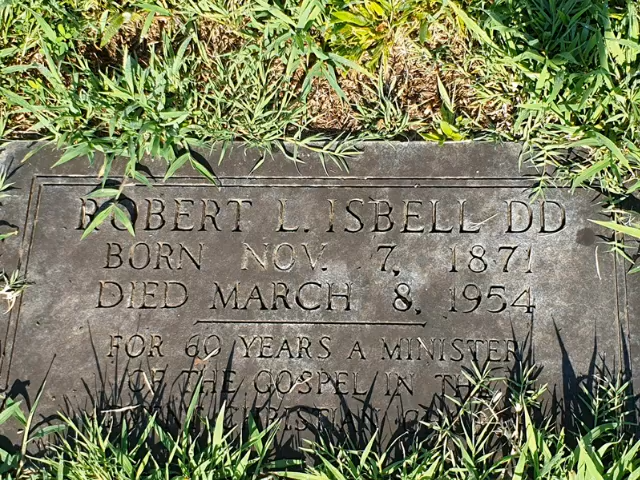 ROBERT L. ISBELL DD
BORN NOV. 7, 1871
DIED MARCH 8, 1954
FOR 60 YEARS A MINISTER
OF THE GOSPEL IN THE
CHRISTIAN